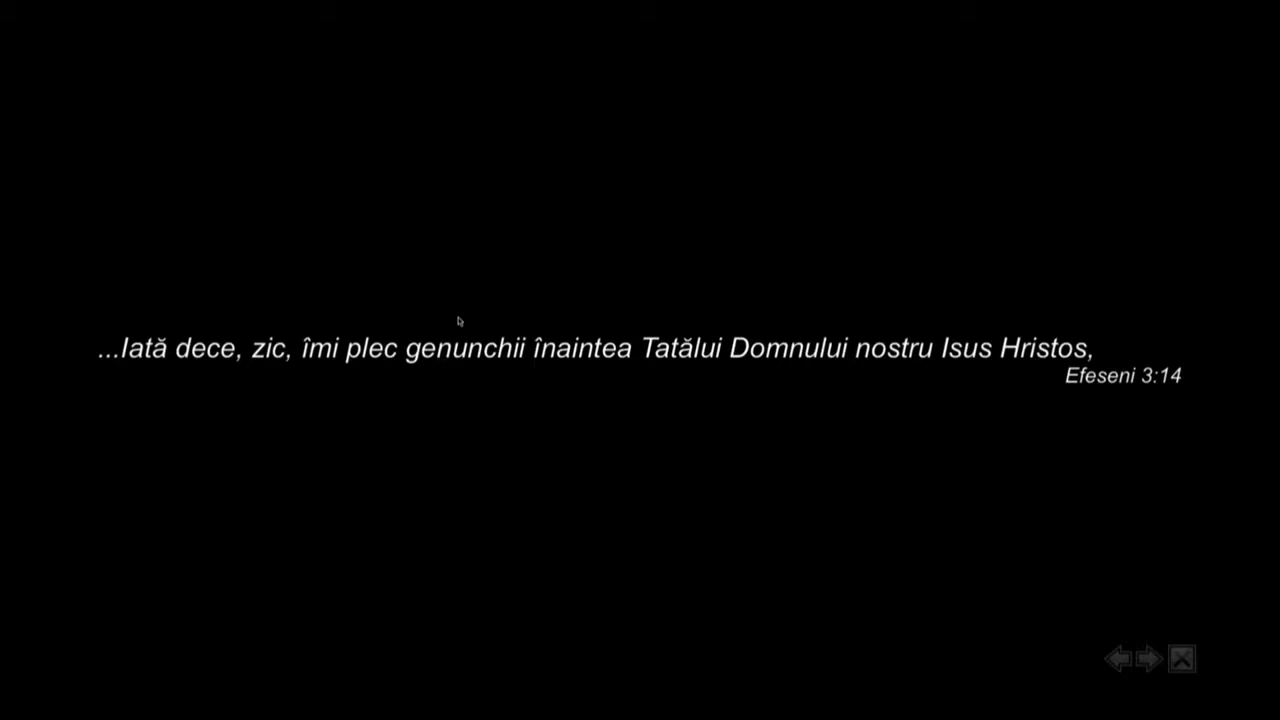 ...Iată dece, zic, îmi plec genunchii înaintea Tatălui Domnului nostru Isus Hristos,
Efeseni 3:14